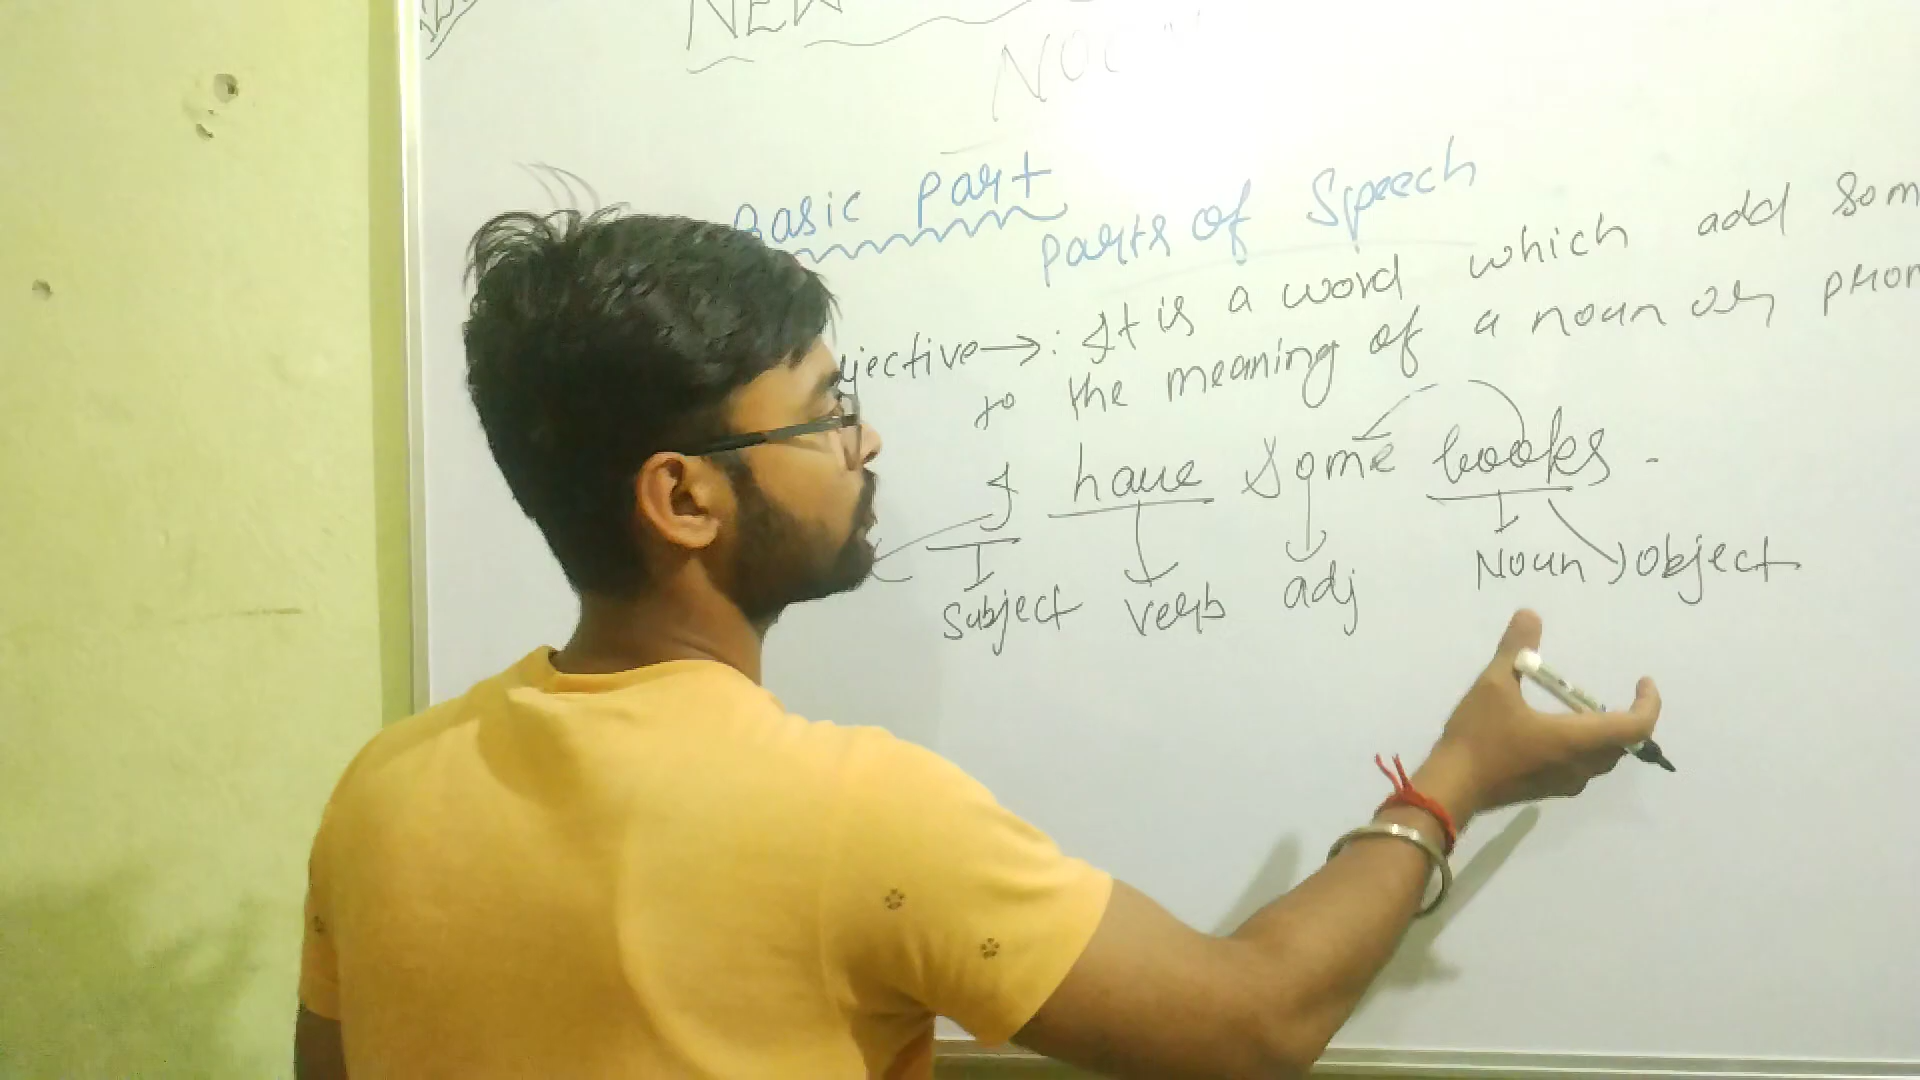 NEW
Basic Part
Parts of Speech
jective →: It is a word which add som
to the meaning of a noun or pron
I have some books.
Subject verb adj Noun object